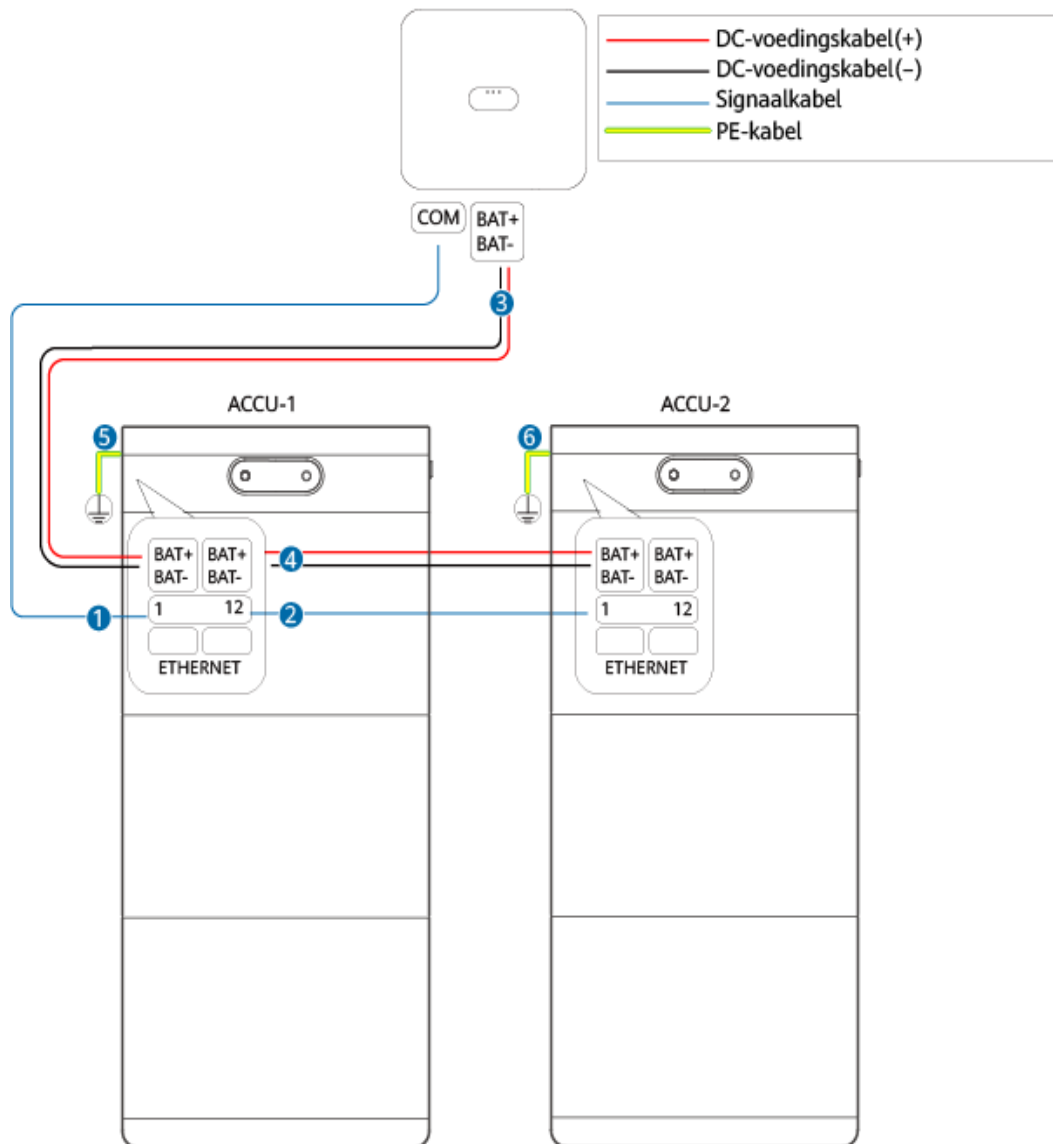 DC-voedingskabel(+)
DC-voedingskabel(−)
Signaalkabel
PE-kabel
COM
BAT+
BAT-
3
ACCU-1
ACCU-2
5
6
BAT+
BAT-
BAT+
BAT-
4
BAT+
BAT-
BAT+
BAT-
1
1
12
2
1
12
ETHERNET
ETHERNET